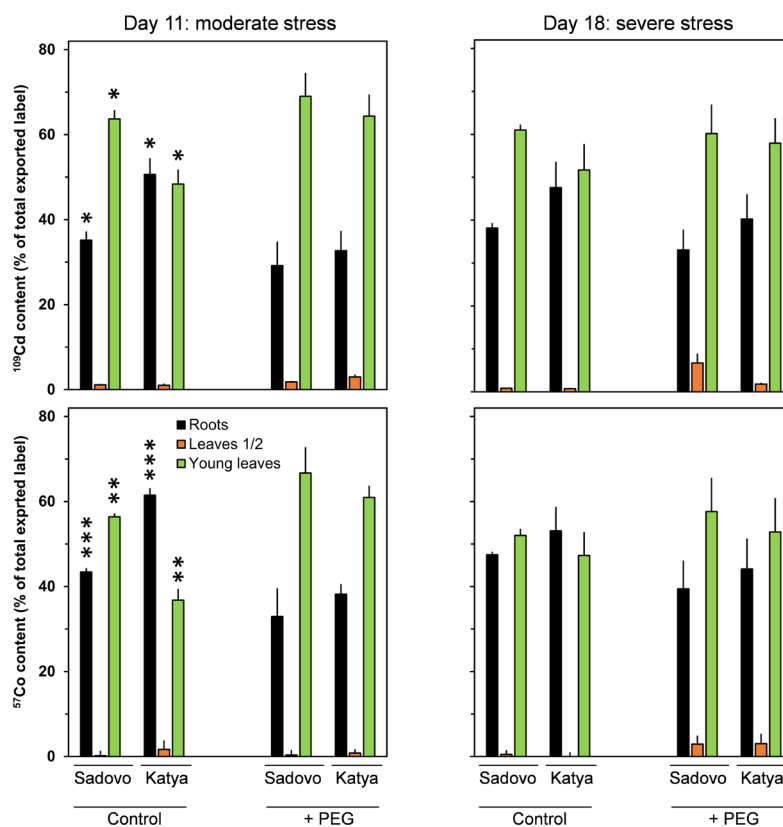 Day 11: moderate stress
Day 18: severe stress
80
60
40
20
0
¹⁰⁹Cd content (% of total exported label)
*
*
*
*
80
60
40
20
0
⁵⁷Co content (% of total exprted label)
Roots
Leaves 1/2
Young leaves
***
**
***
**
Sadovo Katya Sadovo Katya
Control + PEG
Sadovo Katya Sadovo Katya
Control + PEG